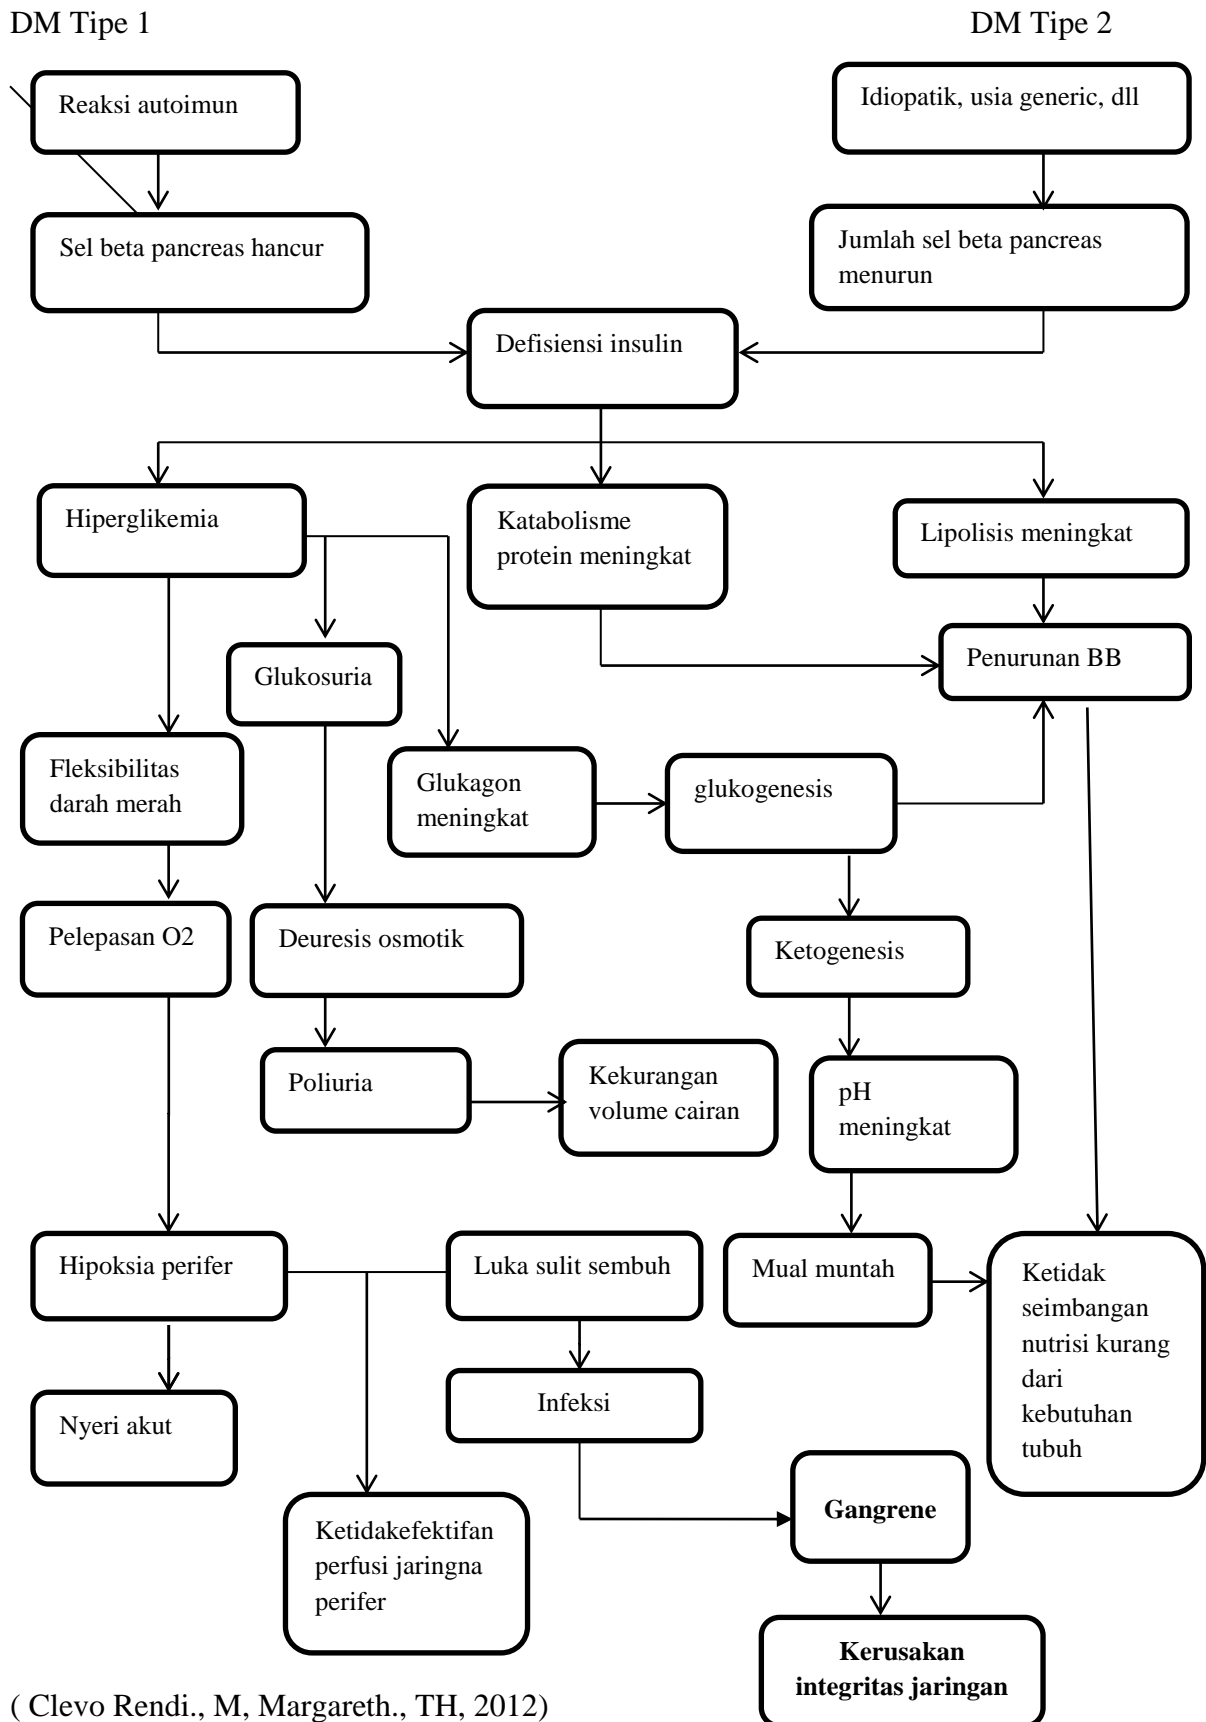 DM Tipe 1
DM Tipe 2
Reaksi autoimun
Idiopatik, usia generic, dll
Sel beta pancreas hancur
Jumlah sel beta pancreas
menurun
Defisiensi insulin
Hiperglikemia
Katabolisme
protein meningkat
Lipolisis meningkat
Glukosuria
Penurunan BB
Fleksibilitas
darah merah
Glukagon
meningkat
glukogenesis
Pelepasan O2
Deuresis osmotik
Ketogenesis
Poliuria
Kekurangan
volume cairan
pH
meningkat
Hipoksia perifer
Luka sulit sembuh
Mual muntah
Ketidak
seimbangan
nutrisi kurang
dari
kebutuhan
tubuh
Nyeri akut
Infeksi
Gangrene
Ketidakefektifan
perfusi jaringna
perifer
Kerusakan
integritas jaringan
( Clevo Rendi., M, Margareth., TH, 2012)